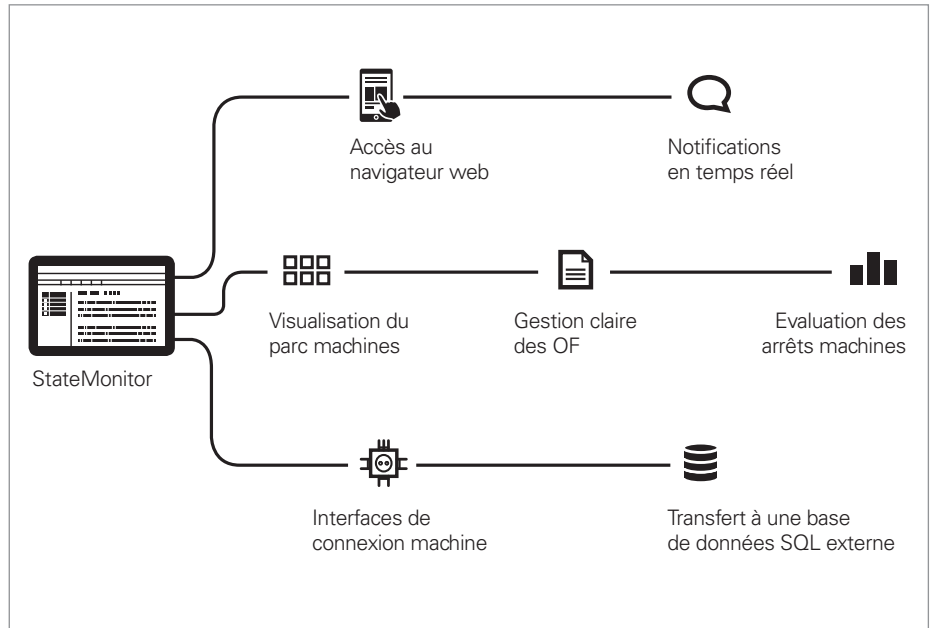 Accès au
navigateur web
Notifications
en temps réel
StateMonitor
Visualisation du
parc machines
Gestion claire
des OF
Evaluation des
arrêts machines
Interfaces de
connexion machine
Transfert à une base
de données SQL externe